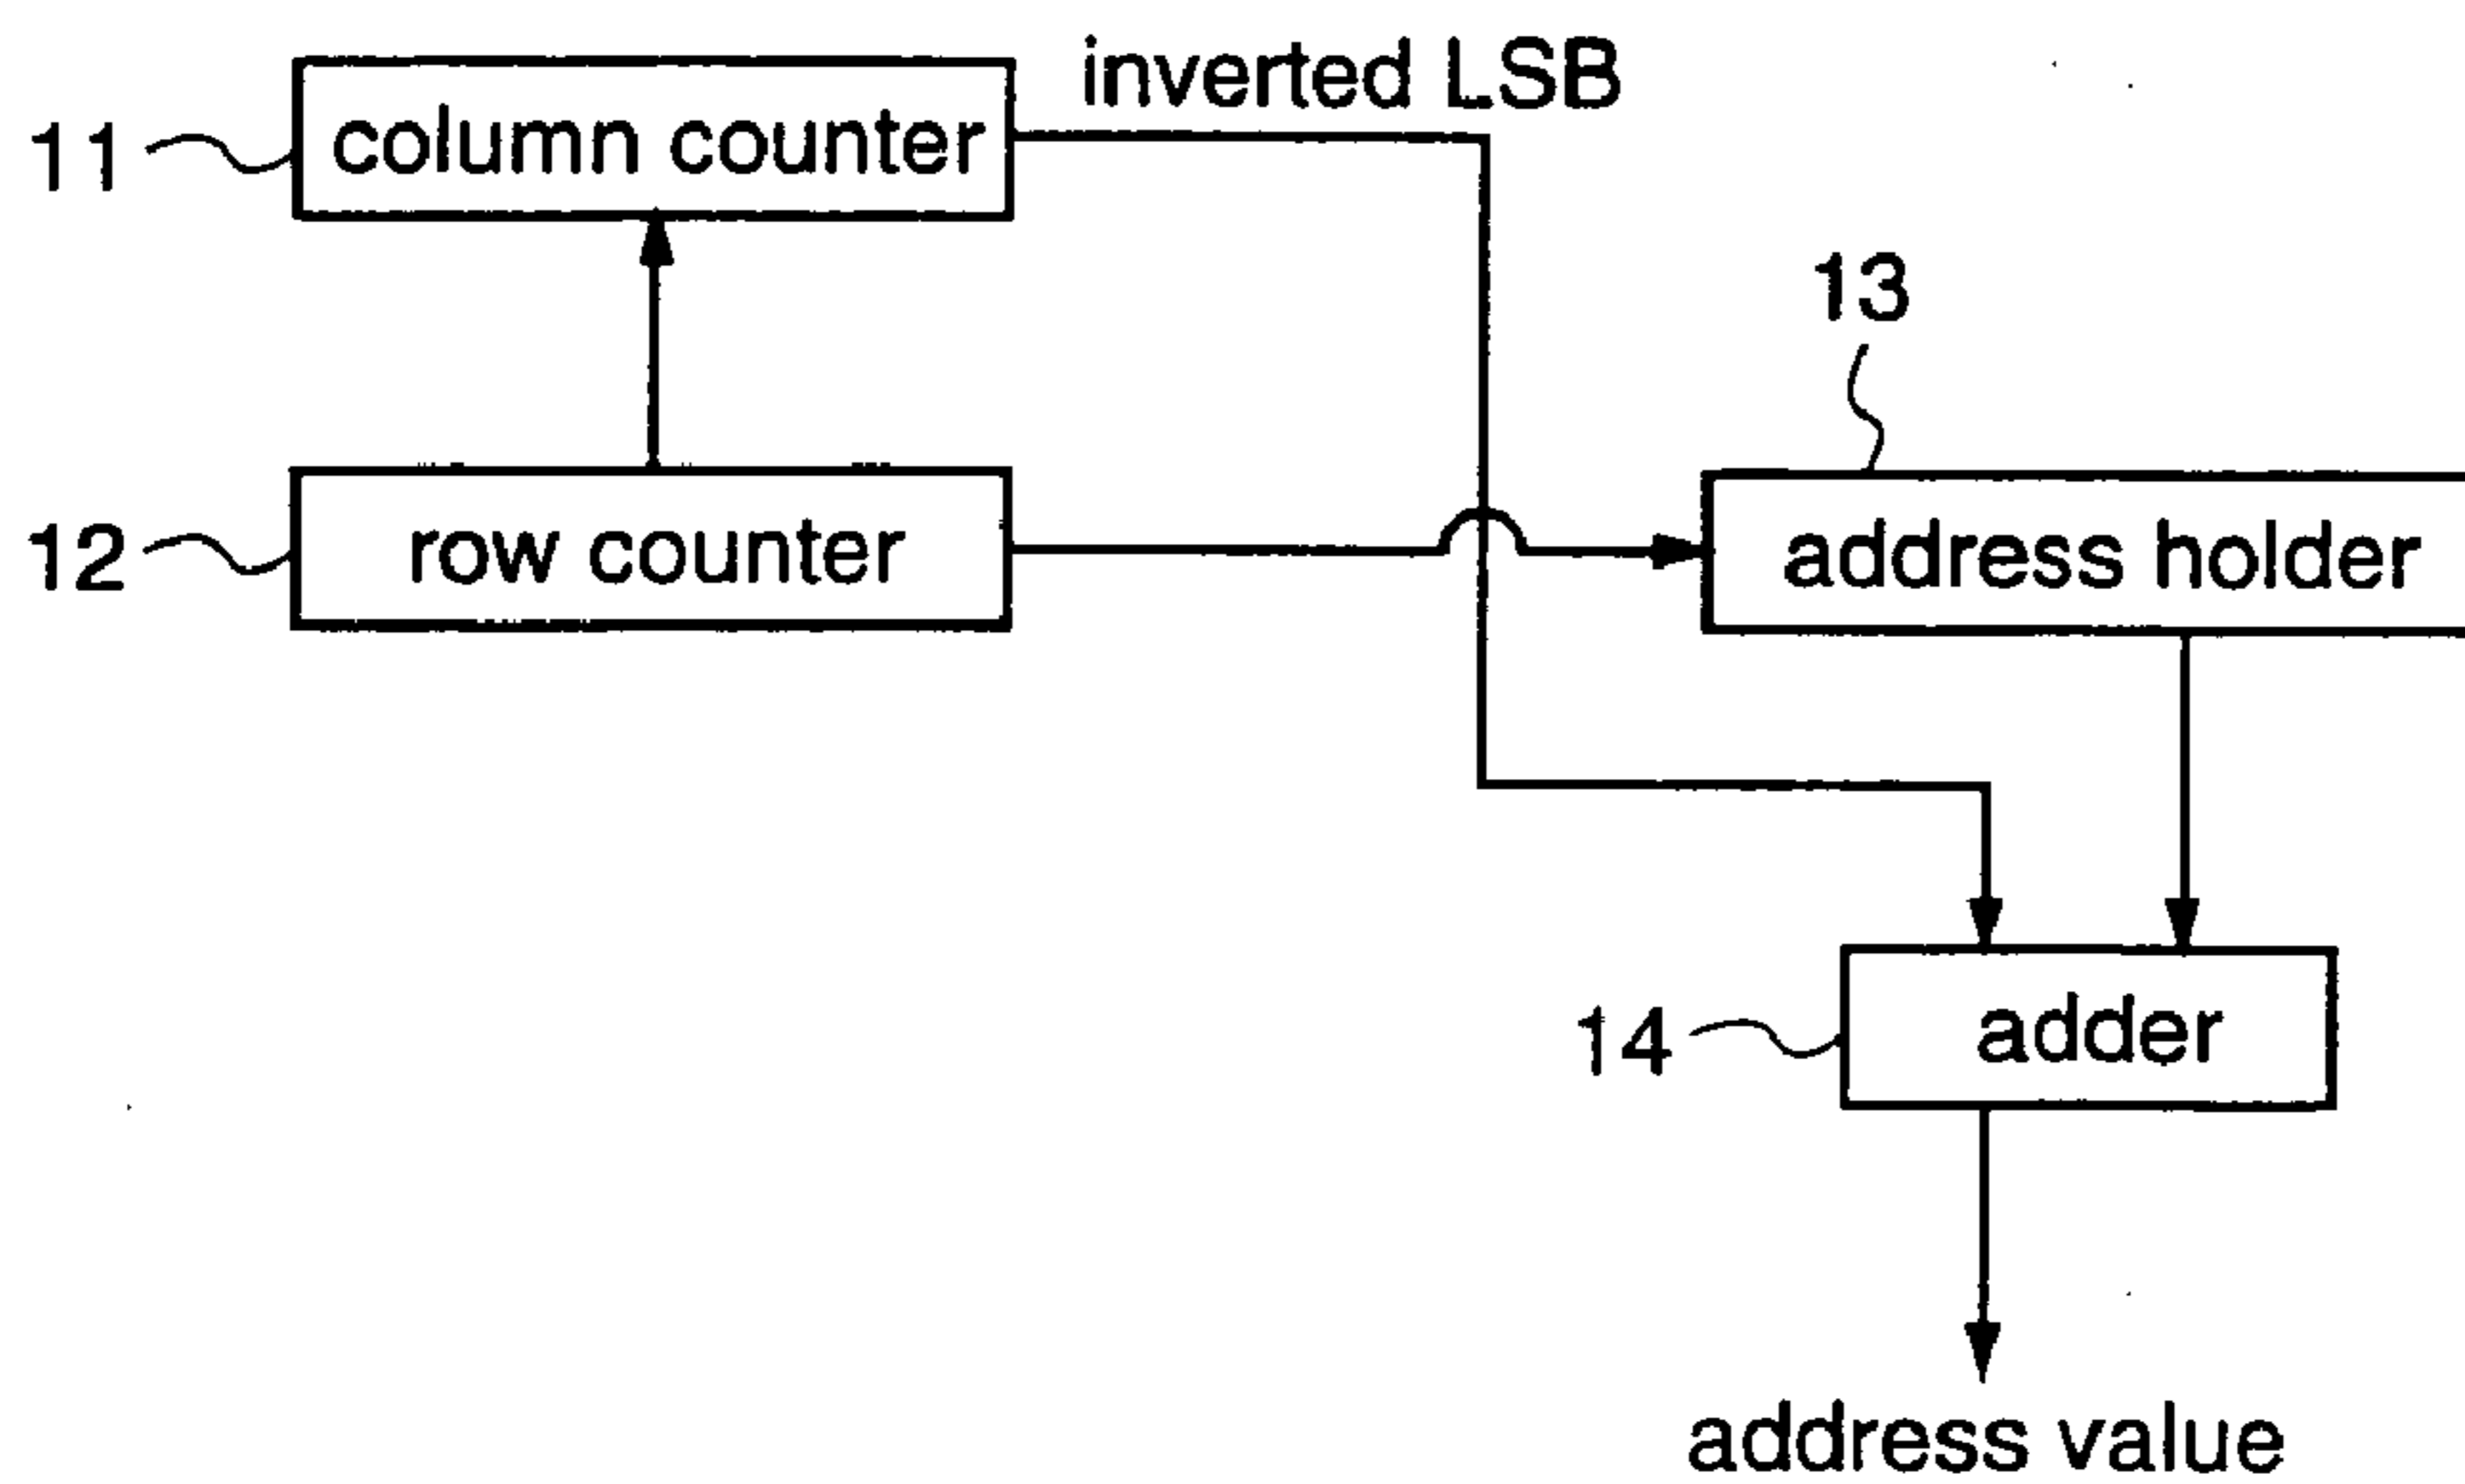 inverted LSB
11
column counter
13
12
row counter
address holder
14
adder
address value